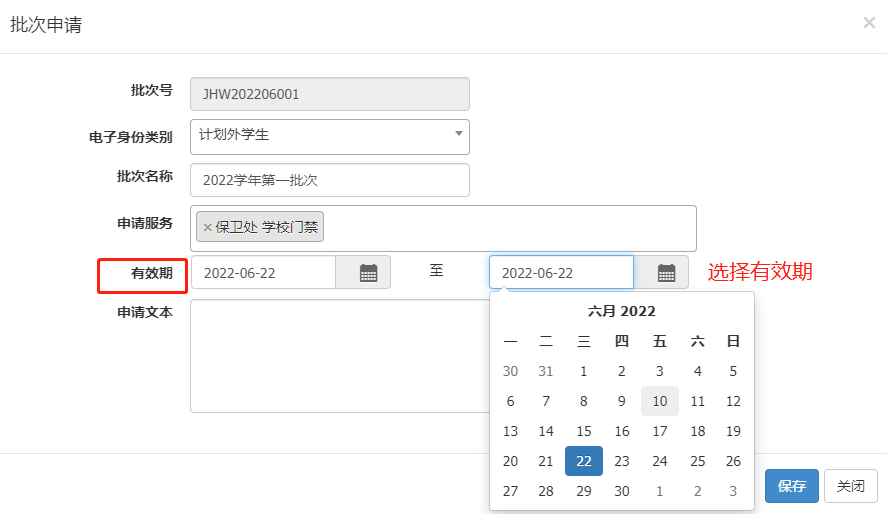 批次申请 ×
批次号 JHW202206001
电子身份类别 计划外学生
批次名称 2022学年第一批次
申请服务 ×保卫处 学校门禁
有效期 2022-06-22 至 2022-06-22 选择有效期
申请文本
六月 2022
一 二 三 四 五 六 日
30 31 1 2 3 4 5
6 7 8 9 10 11 12
13 14 15 16 17 18 19
20 21 22 23 24 25 26
27 28 29 30 1 2 3
保存 关闭